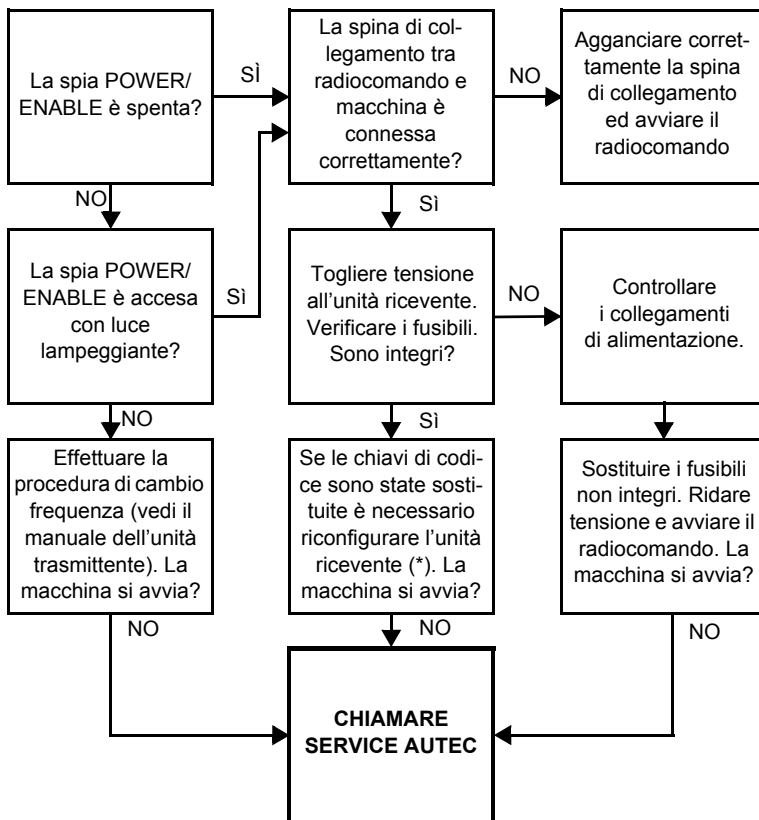 La spia POWER/
ENABLE è spenta?
SÌ
La spina di col-
legamento tra
radiocomando e
macchina è
connessa
correttamente?
NO
Agganciare corret-
tamente la spina
di collegamento
ed avviare il
radiocomando
NO
Sì
La spia POWER/
ENABLE è accesa
con luce
lampeggiante?
Sì
Togliere tensione
all'unità ricevente.
Verificare i fusibili.
Sono integri?
NO
Controllare
i collegamenti
di alimentazione.
NO
Sì
Effettuare la
procedura di cambio
frequenza (vedi il
manuale dell'unità
trasmittente). La
macchina si avvia?
Se le chiavi di codi-
ce sono state sosti-
tuite è necessario
riconfigurare l'unità
ricevente (*). La
macchina si avvia?
Sostituire i fusibili
non integri. Ridare
tensione e avviare il
radiocomando. La
macchina si avvia?
NO
NO
NO
CHIAMARE
SERVICE AUTEC